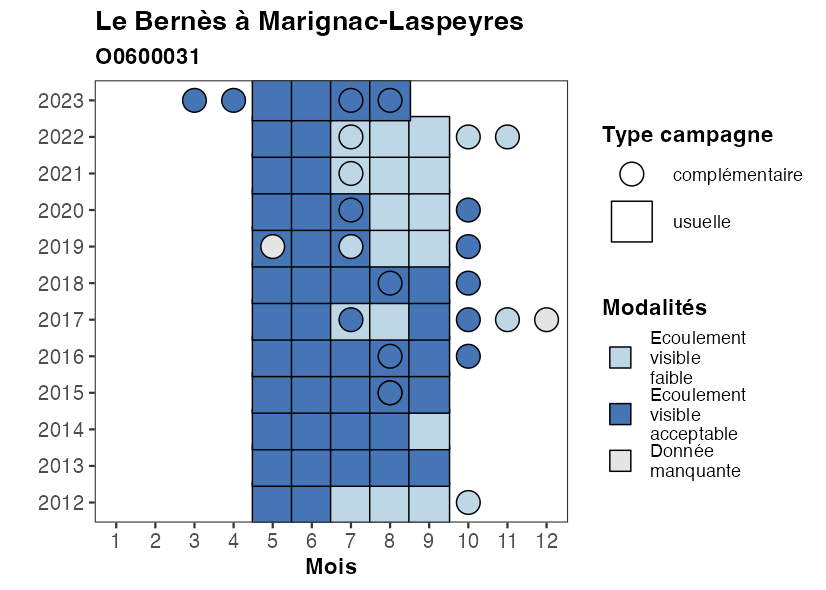 Le Bernès à Marignac-Laspeyres
O0600031
2023
2022
2021
2020
2019
2018
2017
2016
2015
2014
2013
2012
1 2 3 4 5 6 7 8 9 10 11 12
Mois
Type campagne
complémentaire
usuelle
Modalités
Ecoulement
visible
faible
Ecoulement
visible
acceptable
Donnée
manquante